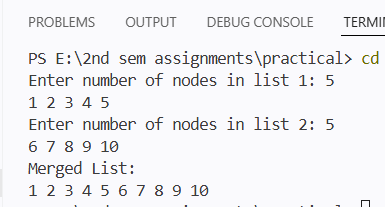 PROBLEMS OUTPUT DEBUG CONSOLE TERMI
PS E:\2nd sem assignments\practical> cd
Enter number of nodes in list 1: 5
1 2 3 4 5
Enter number of nodes in list 2: 5
6 7 8 9 10
Merged List:
1 2 3 4 5 6 7 8 9 10